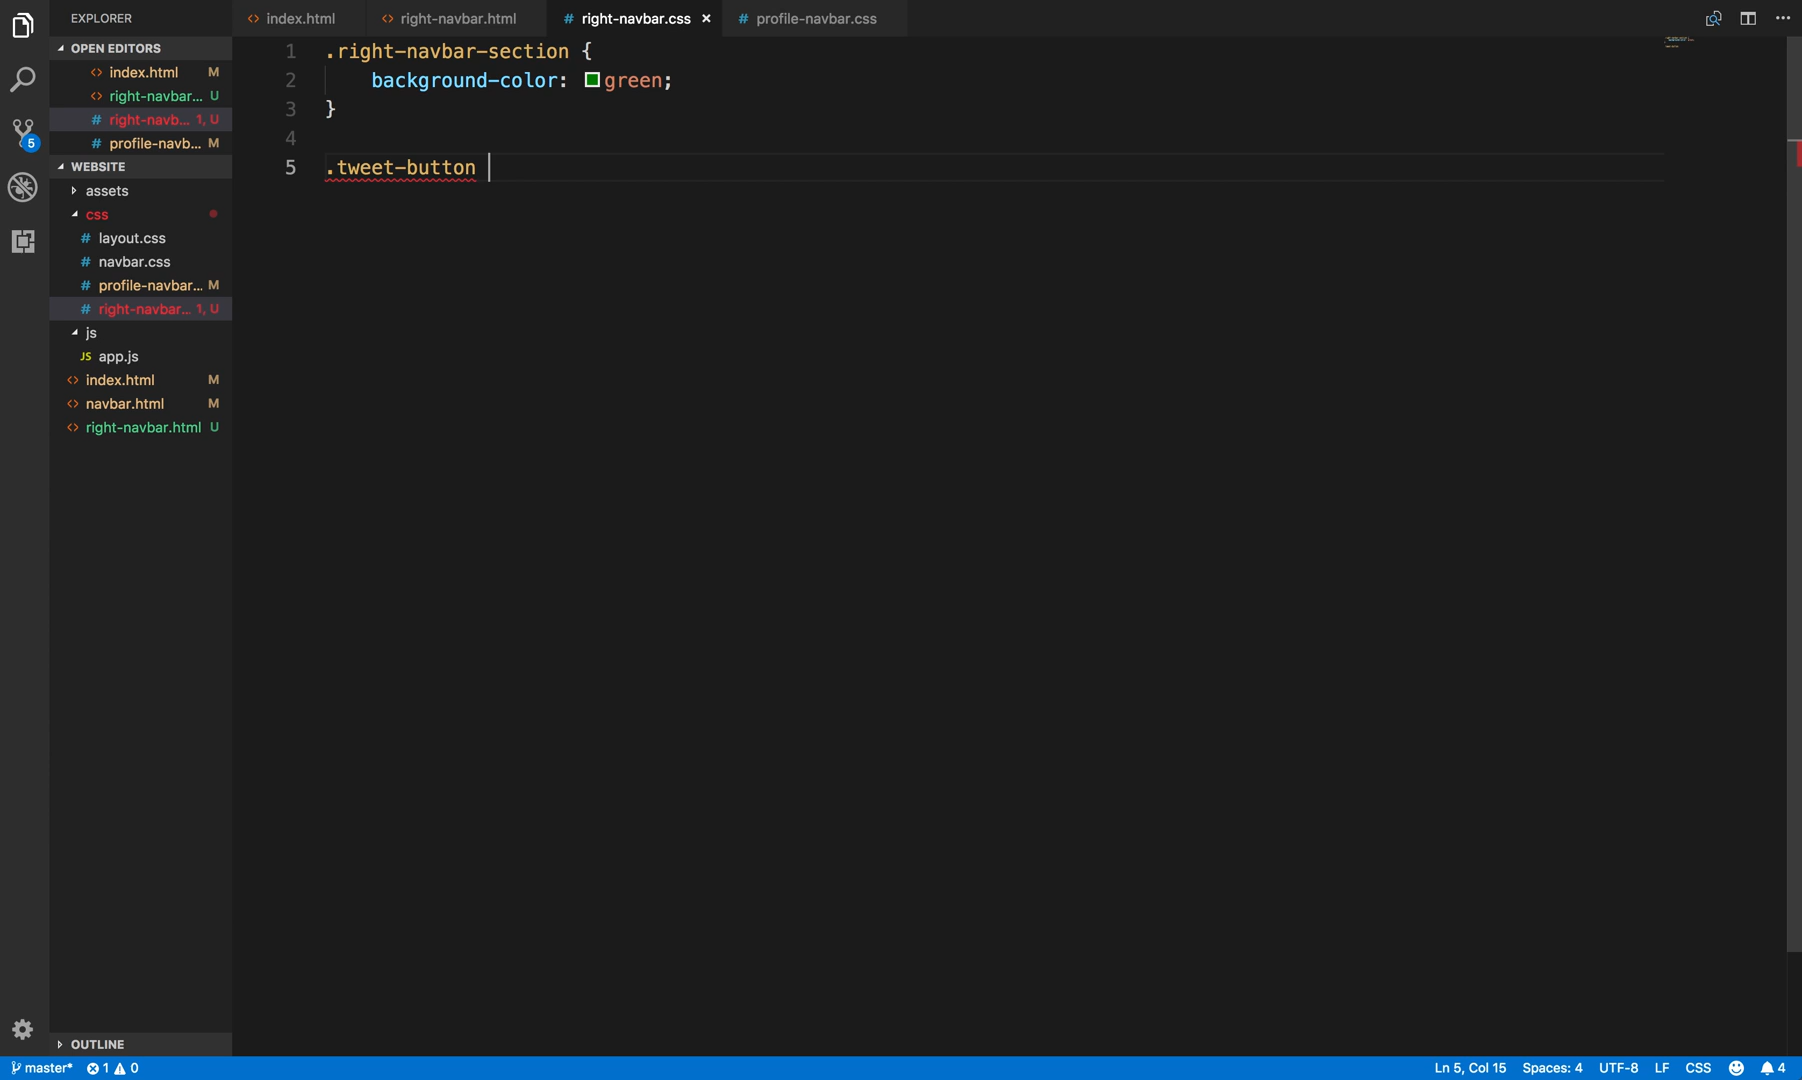 EXPLORER
OPEN EDITORS
index.html M
right-navbar... U
right-navb... 1, U
profile-navb... M
WEBSITE
assets
css
# layout.css
# navbar.css
# profile-navbar... M
# right-navbar... 1, U
js
JS app.js
<> index.html M
<> navbar.html M
<> right-navbar.html U
OUTLINE
<> index.html
<> right-navbar.html
# right-navbar.css ×
# profile-navbar.css
1 .right-navbar-section {
2 background-color: green;
3 }
4
5 .tweet-button
5
master* 1 0
Ln 5, Col 15 Spaces: 4 UTF-8 LF CSS 4